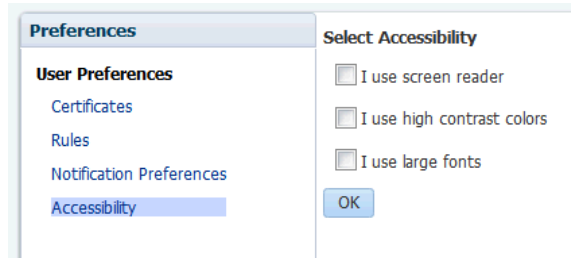 Preferences
User Preferences
Certificates
Rules
Notification Preferences
Accessibility
Select Accessibility
I use screen reader
I use high contrast colors
I use large fonts
OK